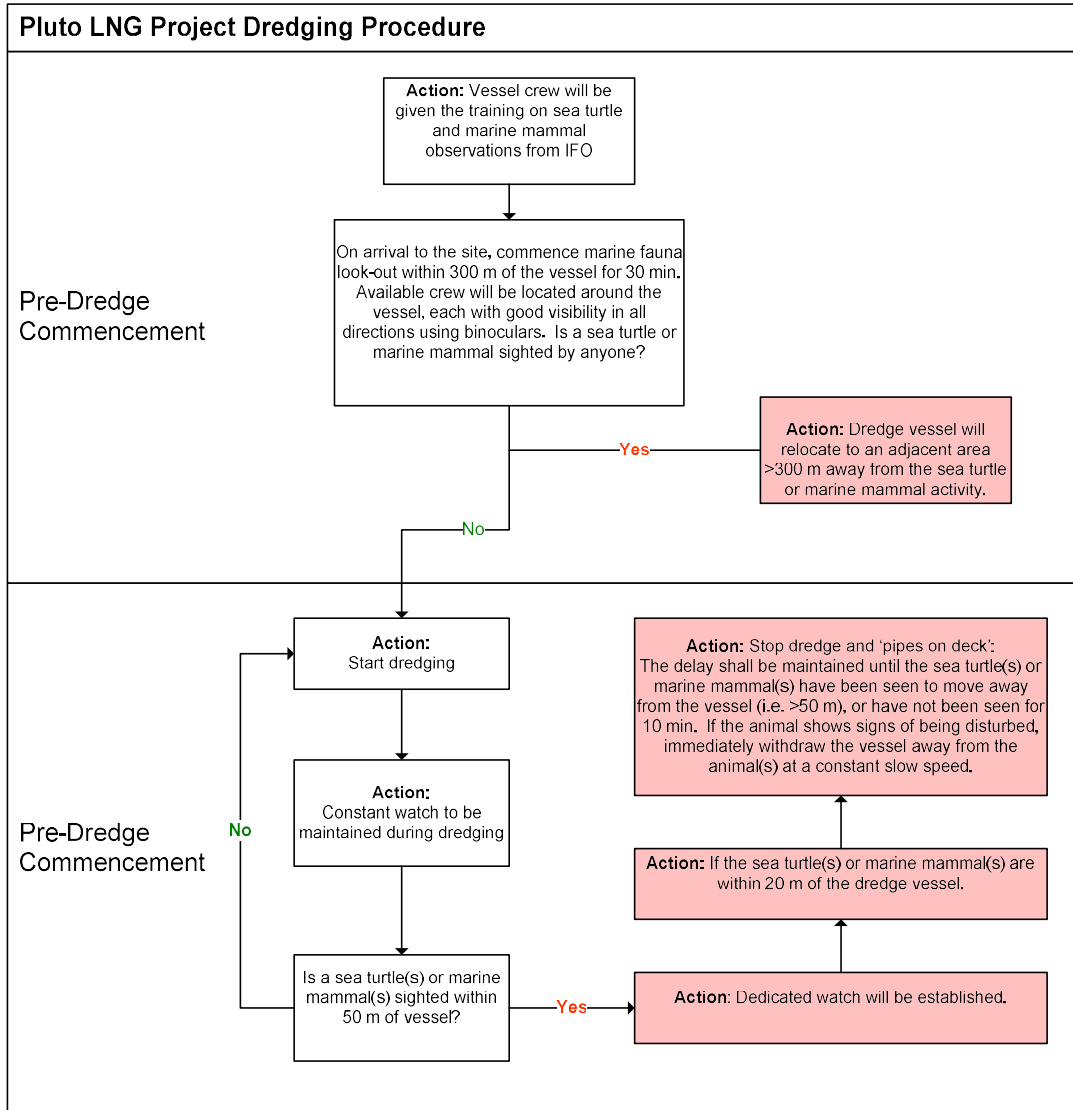 Pluto LNG Project Dredging Procedure
Action: Vessel crew will be
given the training on sea turtle
and marine mammal
observations from IFO
Pre-Dredge
Commencement
On arrival to the site, commence marine fauna
look-out within 300 m of the vessel for 30 min.
Available crew will be located around the
vessel, each with good visibility in all
directions using binoculars. Is a sea turtle or
marine mammal sighted by anyone?
Yes
Action: Dredge vessel will
relocate to an adjacent area
>300 m away from the sea turtle
or marine mammal activity.
No
Pre-Dredge
Commencement
Action:
Start dredging
Action:
Constant watch to be
maintained during dredging
No
Is a sea turtle(s) or marine
mammal(s) sighted within
50 m of vessel?
Yes
Action: Dedicated watch will be established.
Action: If the sea turtle(s) or marine mammal(s) are
within 20 m of the dredge vessel.
Action: Stop dredge and 'pipes on deck':
The delay shall be maintained until the sea turtle(s) or
marine mammal(s) have been seen to move away
from the vessel (i.e. >50 m), or have not been seen for
10 min. If the animal shows signs of being disturbed,
immediately withdraw the vessel away from the
animal(s) at a constant slow speed.